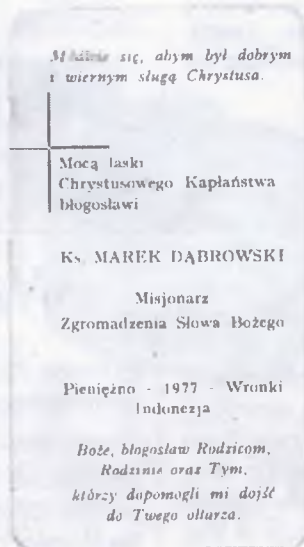 Módlcie się, abym był dobrym
i wiernym sługą Chrystusa.
Mocą łaski
Chrystusowego Kapłaństwa
błogosławi
Ks. MAREK DĄBROWSKI
Misjonarz
Zgromadzenia Słowa Bożego
Pieniężno - 1977 - Wronki
Indonezja
Boże, błogosław Rodzicom,
Rodzinie oraz Tym,
którzy dopomogli mi dojść
do Twego ołtarza.